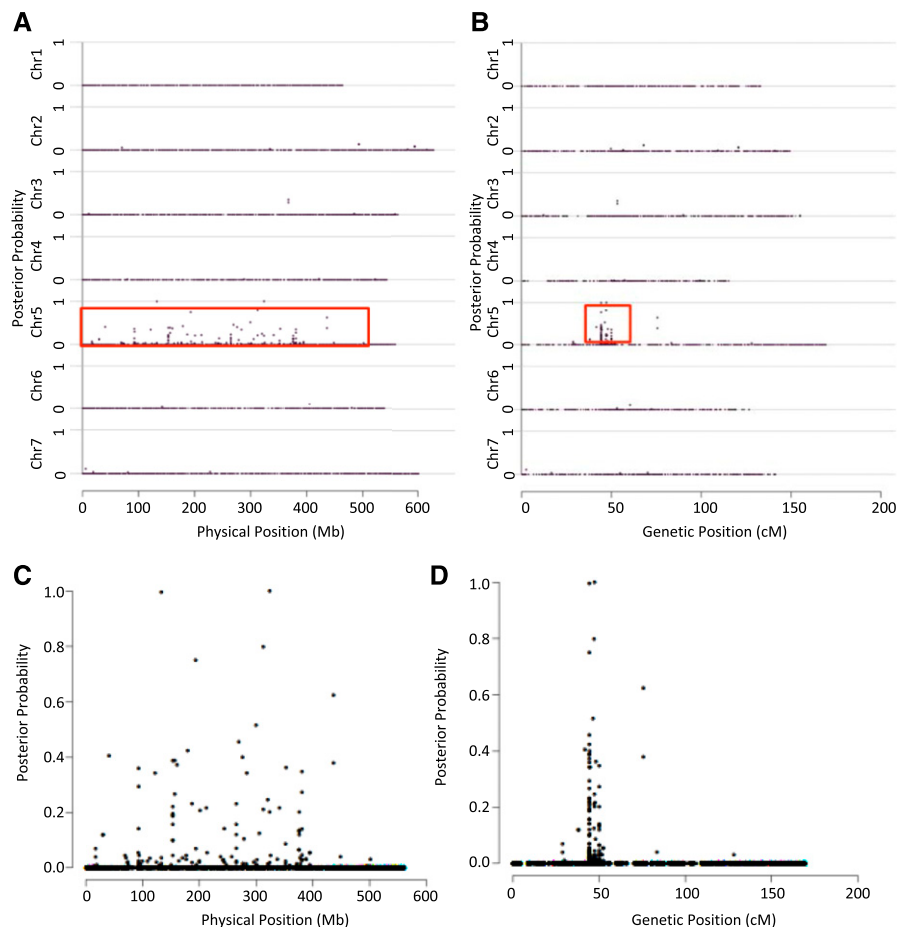 A
Posterior Probability
Chr1
1
0
Chr2
1
0
Chr3
1
0
Chr4
1
0
Chr5
1
0
Chr6
1
0
Chr7
1
0
0 100 200 300 400 500 600
Physical Position (Mb)
B
Posterior Probability
Chr1
1
0
Chr2
1
0
Chr3
1
0
Chr4
1
0
Chr5
1
0
Chr6
1
0
Chr7
1
0
0 50 100 150 200
Genetic Position (cM)
C
Posterior Probability
1.0
0.8
0.6
0.4
0.2
0.0
0 100 200 300 400 500 600
Physical Position (Mb)
D
Posterior Probability
1.0
0.8
0.6
0.4
0.2
0.0
0 50 100 150 200
Genetic Position (cM)